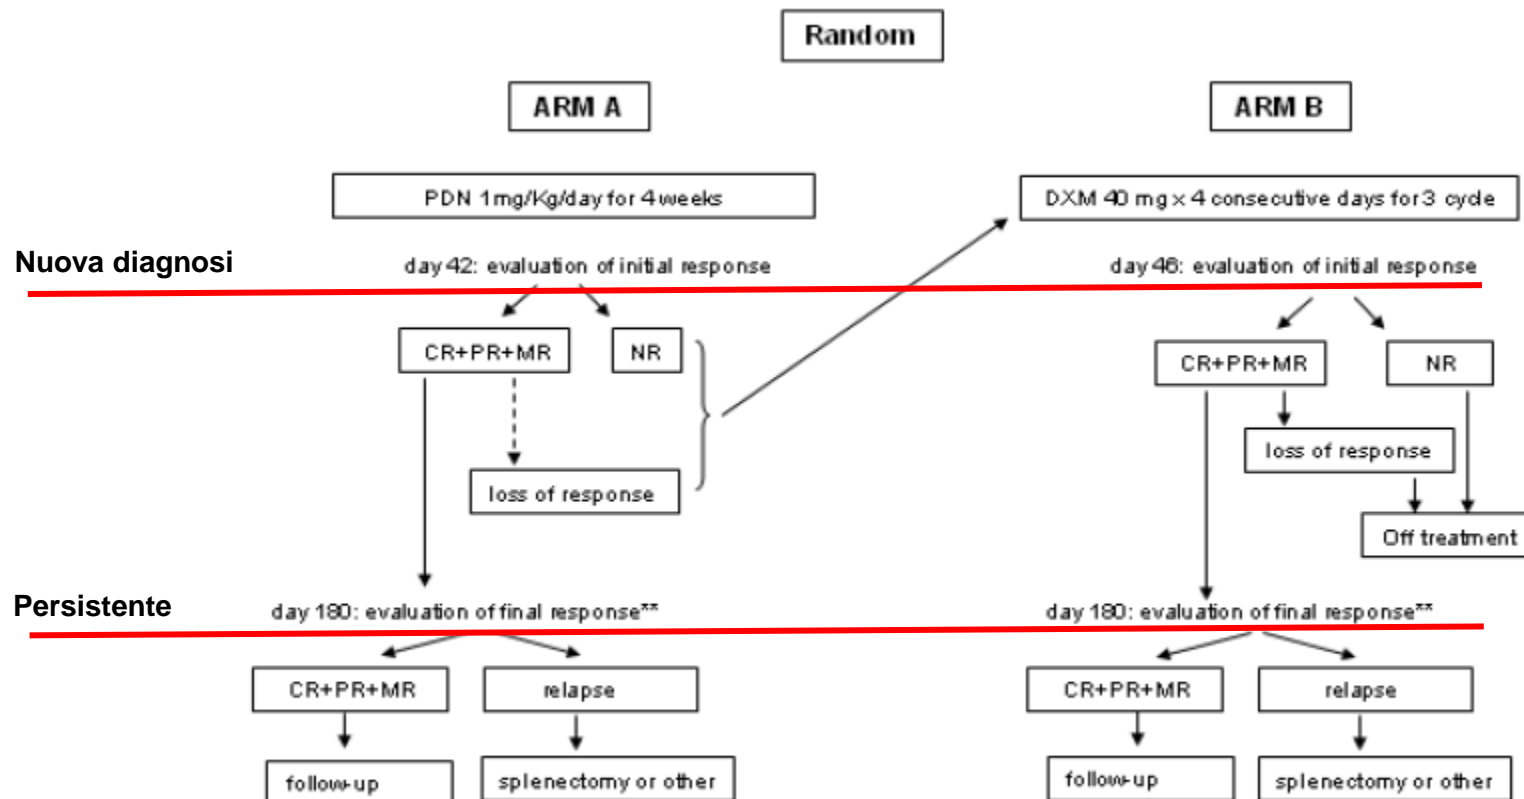 Random
ARM A
ARM B
PDN 1mg/Kg/day for 4 weeks
DXM 40 mg x 4 consecutive days for 3 cycle
Nuova diagnosi
day 42: evaluation of initial response
day 46: evaluation of initial response
CR+PR+MR
NR
CR+PR+MR
NR
loss of response
loss of response
Off treatment
Persistente
day 180: evaluation of final response**
day 180: evaluation of final response**
CR+PR+MR
relapse
CR+PR+MR
relapse
follow-up
splenectomy or other
follow-up
splenectomy or other